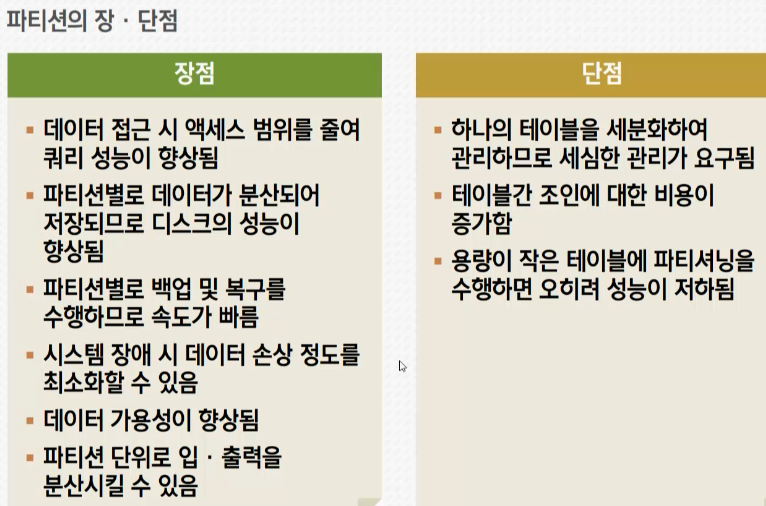 파티션의 장 · 단점
장점
▪ 데이터 접근 시 액세스 범위를 줄여
쿼리 성능이 향상됨
▪ 파티션별로 데이터가 분산되어
저장되므로 디스크의 성능이
향상됨
▪ 파티션별로 백업 및 복구를
수행하므로 속도가 빠름
▪ 시스템 장애 시 데이터 손상 정도를
최소화할 수 있음
▪ 데이터 가용성이 향상됨
▪ 파티션 단위로 입 · 출력을
분산시킬 수 있음
단점
▪ 하나의 테이블을 세분화하여
관리하므로 세심한 관리가 요구됨
▪ 테이블간 조인에 대한 비용이
증가함
▪ 용량이 작은 테이블에 파티셔닝을
수행하면 오히려 성능이 저하됨